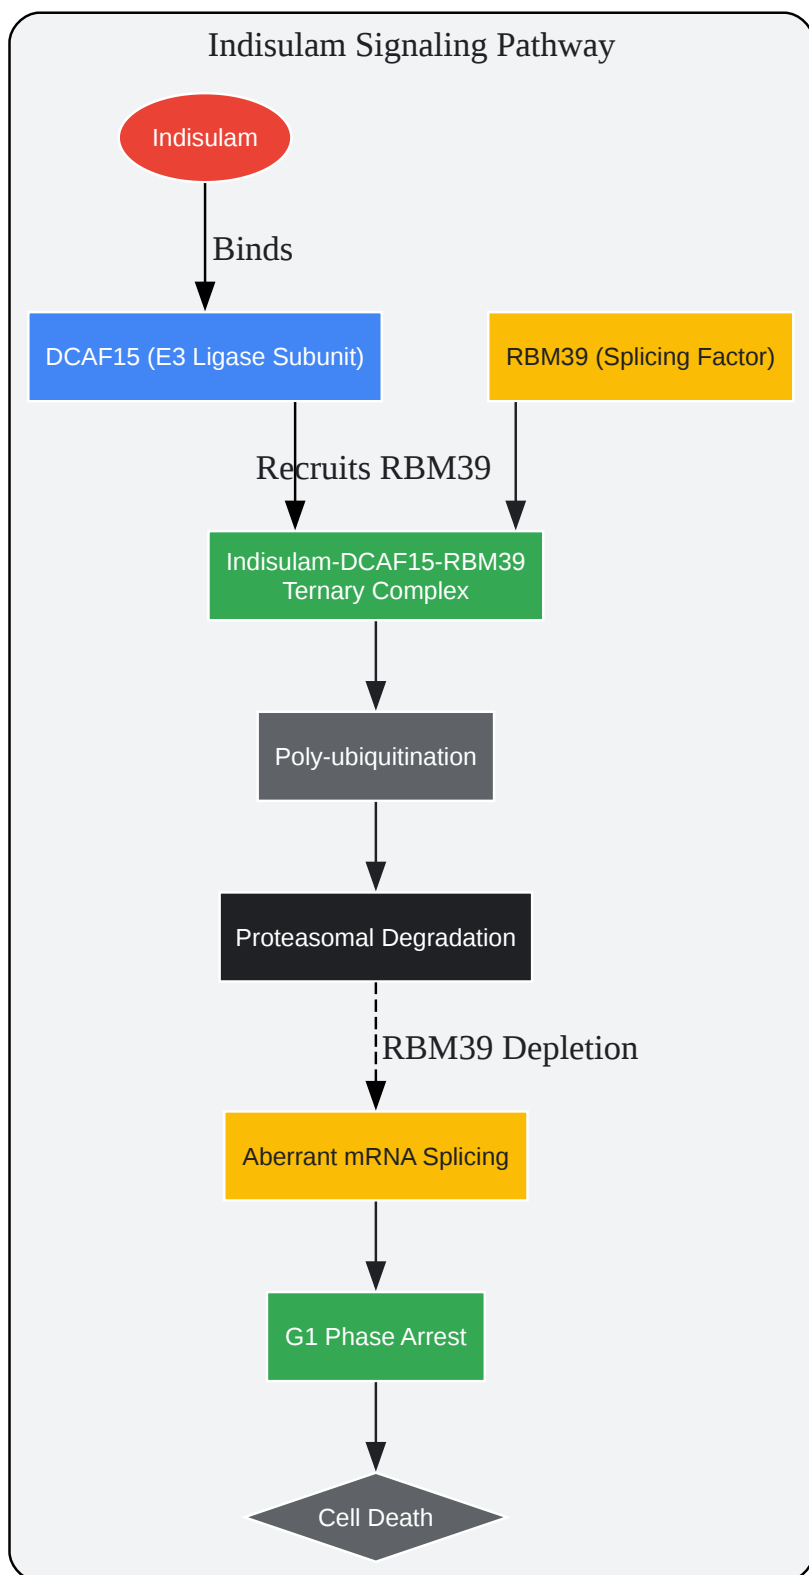 Indisulam Signaling Pathway
Indisulam
Binds
DCAF15 (E3 Ligase Subunit)
RBM39 (Splicing Factor)
Recruits RBM39
Indisulam-DCAF15-RBM39
Ternary Complex
Poly-ubiquitination
Proteasomal Degradation
RBM39 Depletion
Aberrant mRNA Splicing
G1 Phase Arrest
Cell Death